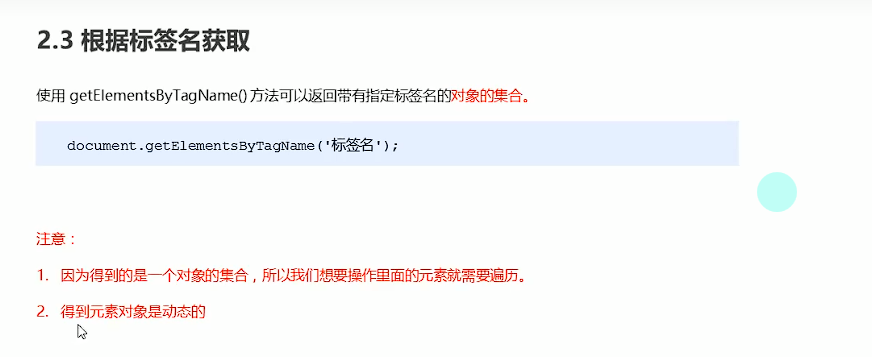 2.3 根据标签名获取
使用 getElementsByTagName() 方法可以返回带有指定标签名的对象的集合。
document.getElementsByTagName('标签名');
注意：
1. 因为得到的是一个对象的集合，所以我们想要操作里面的元素就需要遍历。
2. 得到元素对象是动态的